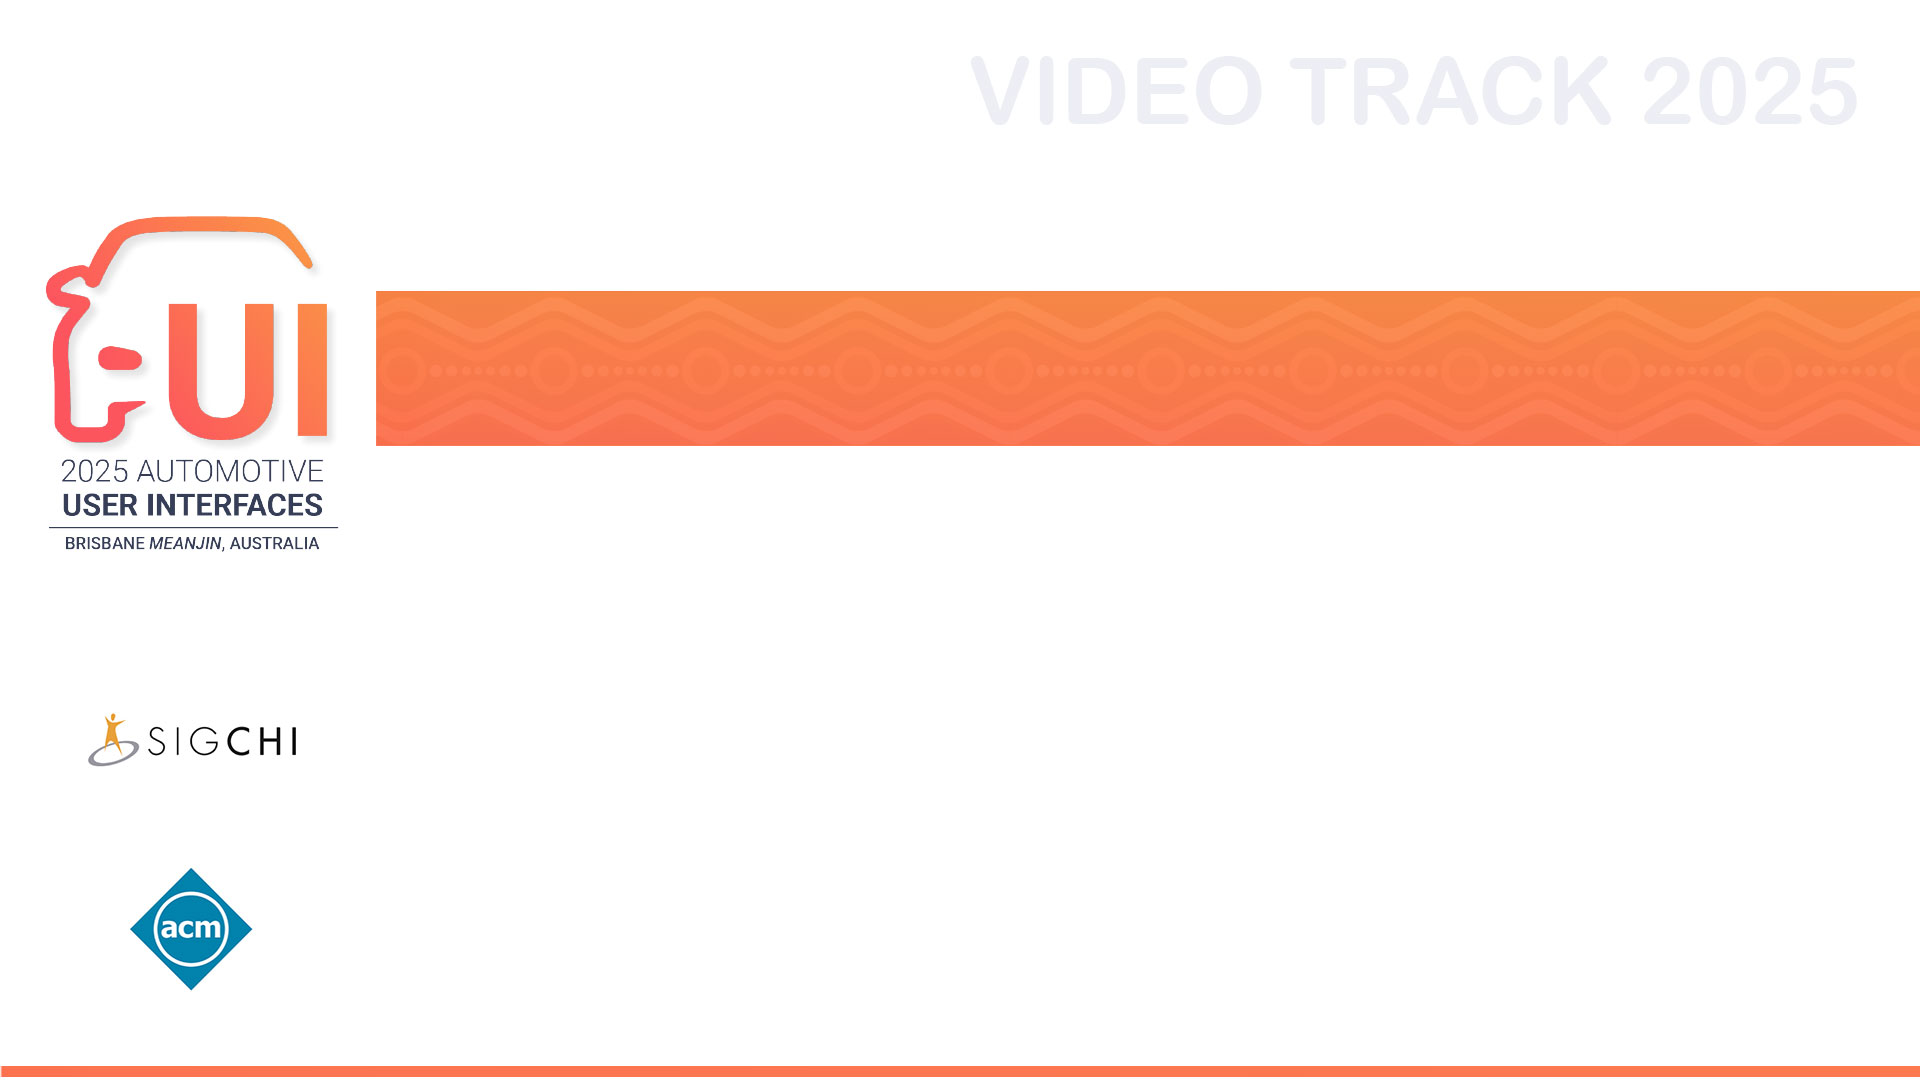 VIDEO TRACK 2025
UI
2025 AUTOMOTIVE
USER INTERFACES
BRISBANE MEANJIN, AUSTRALIA
SIGCHI
acm